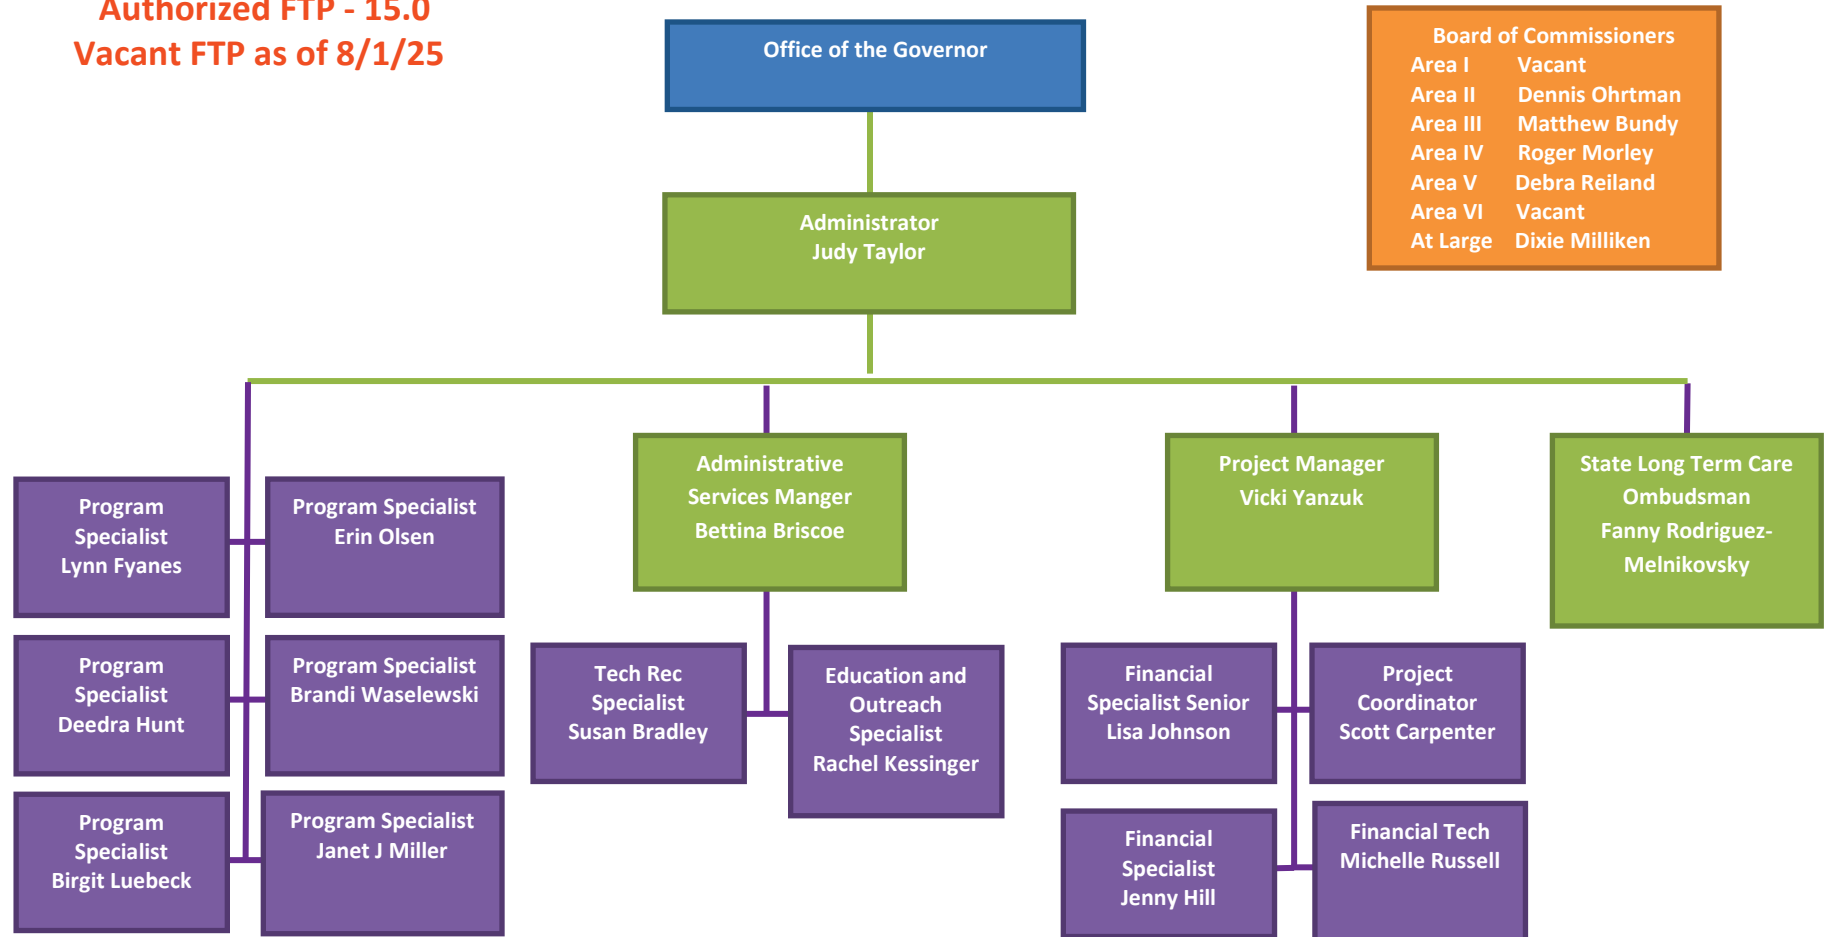 Authorized FTP - 15.0
Vacant FTP as of 8/1/25
Office of the Governor
Board of Commissioners
Area I Vacant
Area II Dennis Ohrtman
Area III Matthew Bundy
Area IV Roger Morley
Area V Debra Reiland
Area VI Vacant
At Large Dixie Milliken
Administrator
Judy Taylor
Program
Specialist
Lynn Fyanes
Program Specialist
Erin Olsen
Program
Specialist
Deedra Hunt
Program Specialist
Brandi Waselewski
Program
Specialist
Birgit Luebeck
Program Specialist
Janet J Miller
Administrative
Services Manger
Bettina Briscoe
Tech Rec
Specialist
Susan Bradley
Education and
Outreach
Specialist
Rachel Kessinger
Project Manager
Vicki Yanzuk
Financial
Specialist Senior
Lisa Johnson
Project
Coordinator
Scott Carpenter
Financial
Specialist
Jenny Hill
Financial Tech
Michelle Russell
State Long Term Care
Ombudsman
Fanny Rodriguez-
Melnikovsky